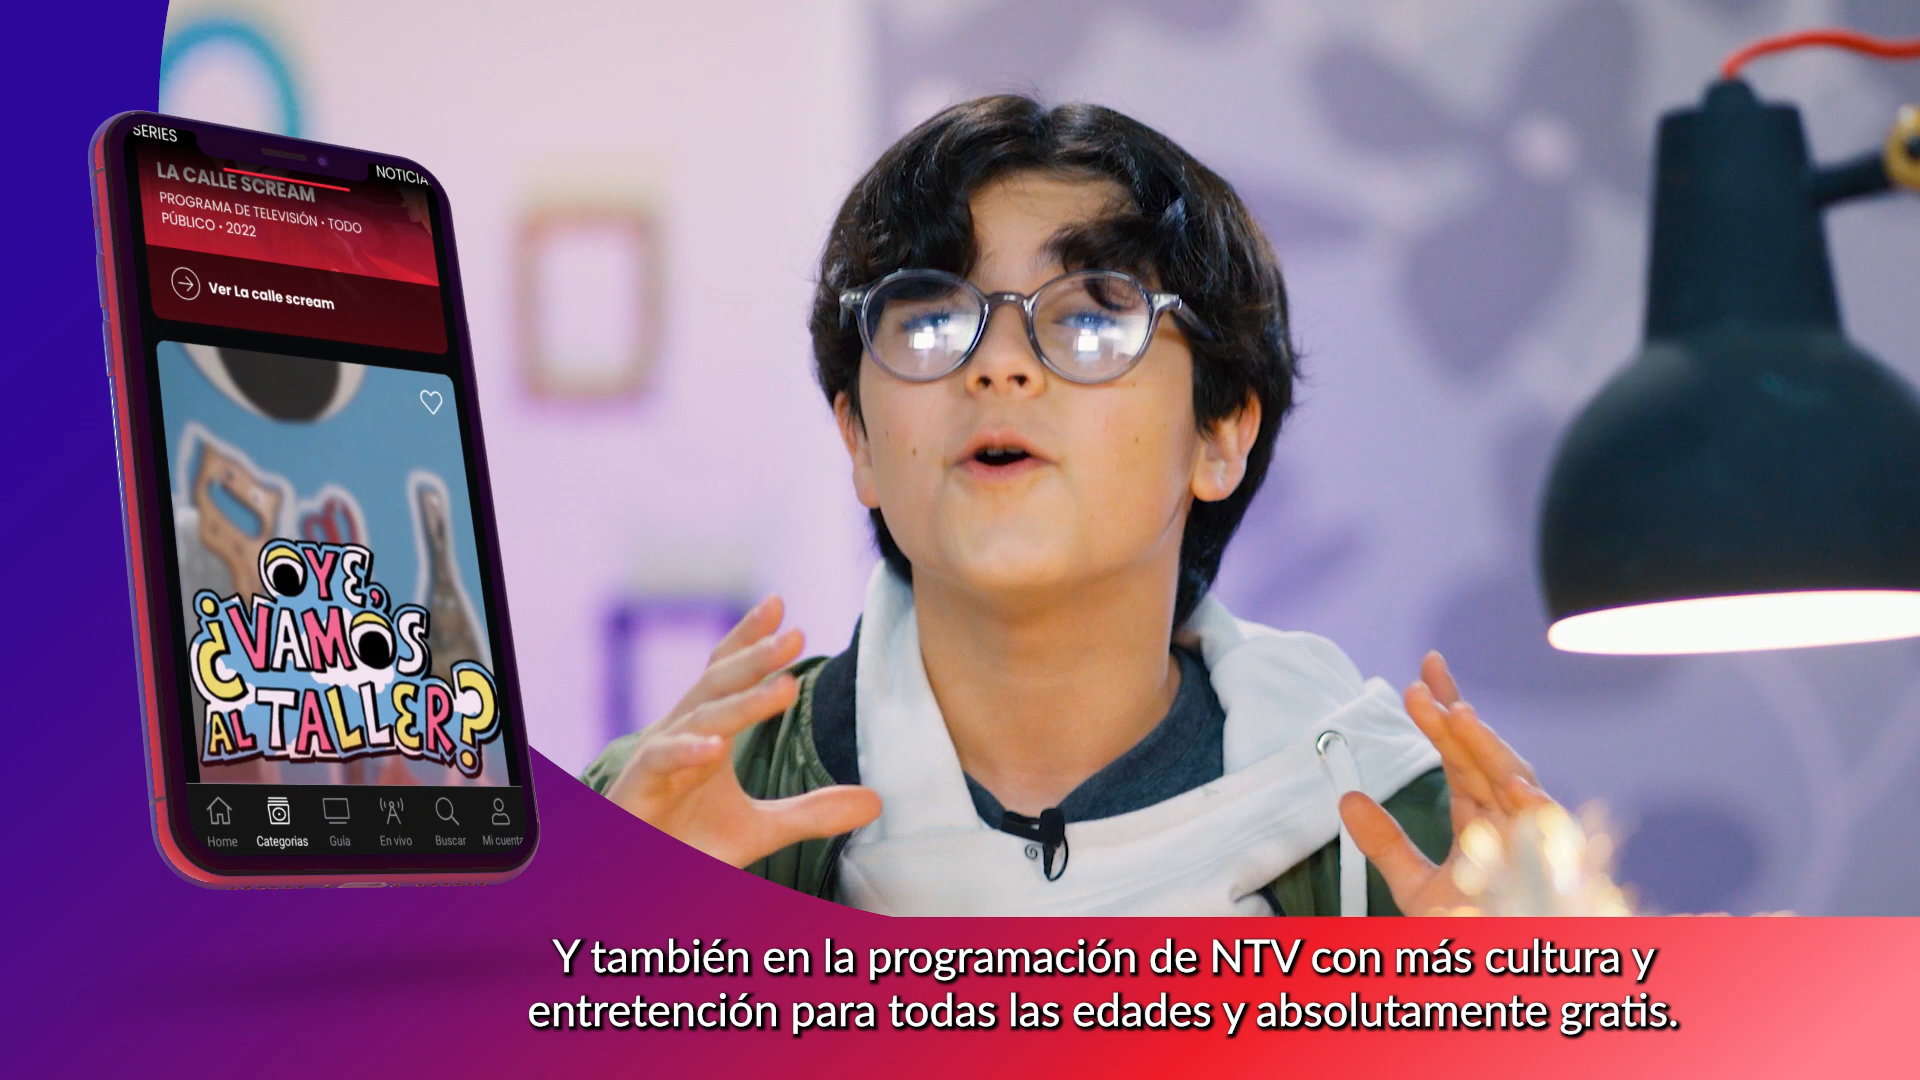 SERIES
NOTICIA
LA CALLE SCREAM
PROGRAMA DE TELEVISIÓN • TODO
PÚBLICO • 2022
Ver La calle scream
OYE,
¿VAMOS
AL TALLER?
Home
Categorias
Guía
En vivo
Buscar
Mi cuenta
Y también en la programación de NTV con más cultura y
entretención para todas las edades y absolutamente gratis.